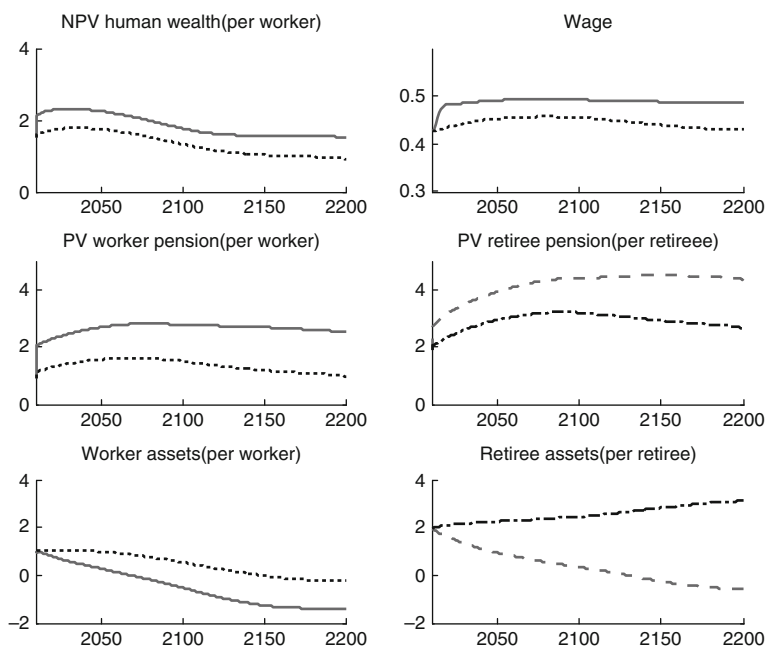 NPV human wealth(per worker)
4
2
0
2050 2100 2150 2200
Wage
0.5
0.4
0.3
2050 2100 2150 2200
PV worker pension(per worker)
4
2
0
2050 2100 2150 2200
PV retiree pension(per retireee)
4
2
0
2050 2100 2150 2200
Worker assets(per worker)
4
2
0
–2
2050 2100 2150 2200
Retiree assets(per retiree)
4
2
0
–2
2050 2100 2150 2200